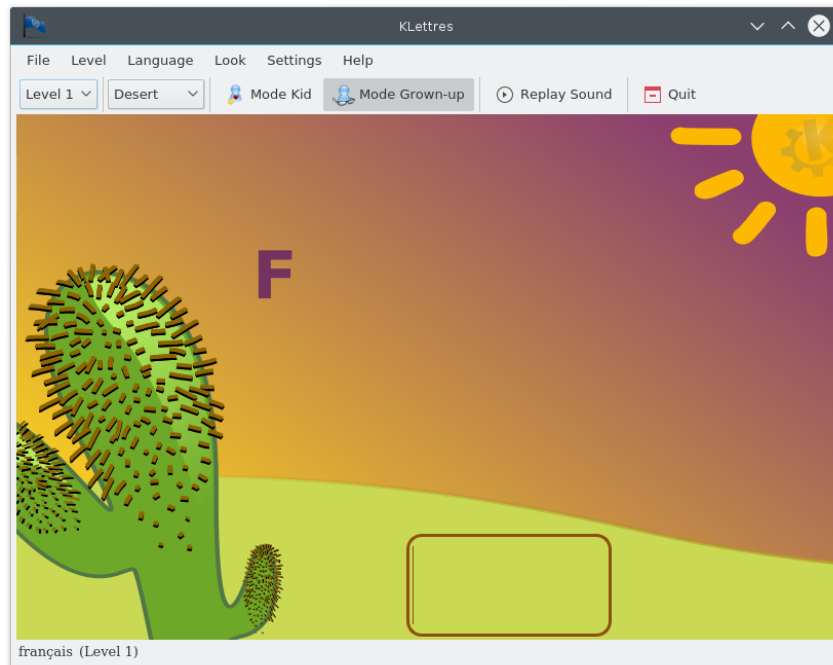 KLettres
File Level Language Look Settings Help
Level 1 Desert Mode Kid Mode Grown-up Replay Sound Quit
K
F
français (Level 1)